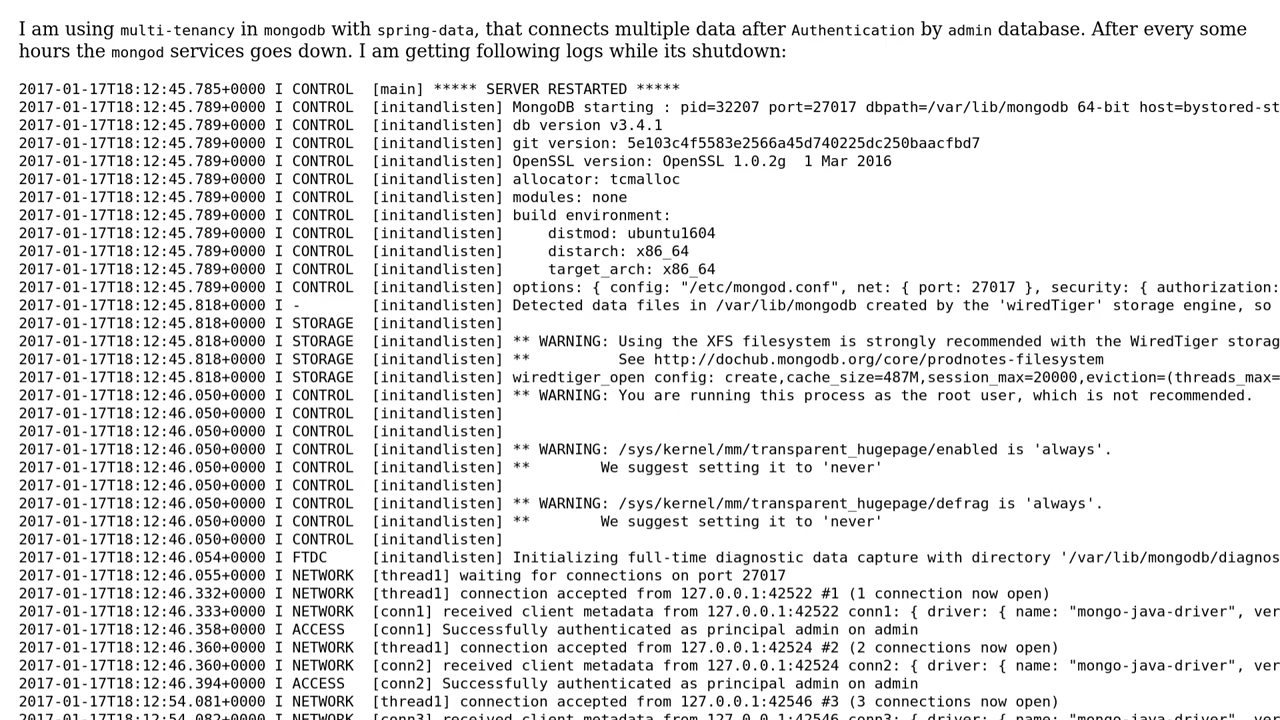 I am using multi-tenancy in mongodb with spring-data, that connects multiple data after Authentication by admin database. After every some
hours the mongod services goes down. I am getting following logs while its shutdown:
2017-01-17T18:12:45.785+0000 I CONTROL  [main] ***** SERVER RESTARTED *****
2017-01-17T18:12:45.789+0000 I CONTROL  [initandlisten] MongoDB starting : pid=32207 port=27017 dbpath=/var/lib/mongodb 64-bit host=bystored-st
2017-01-17T18:12:45.789+0000 I CONTROL  [initandlisten] db version v3.4.1
2017-01-17T18:12:45.789+0000 I CONTROL  [initandlisten] git version: 5e103c4f5583e2566a45d740225dc250baacfbd7
2017-01-17T18:12:45.789+0000 I CONTROL  [initandlisten] OpenSSL version: OpenSSL 1.0.2g  1 Mar 2016
2017-01-17T18:12:45.789+0000 I CONTROL  [initandlisten] allocator: tcmalloc
2017-01-17T18:12:45.789+0000 I CONTROL  [initandlisten] modules: none
2017-01-17T18:12:45.789+0000 I CONTROL  [initandlisten] build environment:
2017-01-17T18:12:45.789+0000 I CONTROL  [initandlisten]     distmod: ubuntu1604
2017-01-17T18:12:45.789+0000 I CONTROL  [initandlisten]     distarch: x86_64
2017-01-17T18:12:45.789+0000 I CONTROL  [initandlisten]     target_arch: x86_64
2017-01-17T18:12:45.789+0000 I CONTROL  [initandlisten] options: { config: "/etc/mongod.conf", net: { port: 27017 }, security: { authorization:
2017-01-17T18:12:45.818+0000 I -        [initandlisten] Detected data files in /var/lib/mongodb created by the 'wiredTiger' storage engine, so
2017-01-17T18:12:45.818+0000 I STORAGE  [initandlisten]
2017-01-17T18:12:45.818+0000 I STORAGE  [initandlisten] ** WARNING: Using the XFS filesystem is strongly recommended with the WiredTiger storag
2017-01-17T18:12:45.818+0000 I STORAGE  [initandlisten] **          See http://dochub.mongodb.org/core/prodnotes-filesystem
2017-01-17T18:12:45.818+0000 I STORAGE  [initandlisten] wiredtiger_open config: create,cache_size=487M,session_max=20000,eviction=(threads_max=
2017-01-17T18:12:46.050+0000 I CONTROL  [initandlisten] ** WARNING: You are running this process as the root user, which is not recommended.
2017-01-17T18:12:46.050+0000 I CONTROL  [initandlisten]
2017-01-17T18:12:46.050+0000 I CONTROL  [initandlisten]
2017-01-17T18:12:46.050+0000 I CONTROL  [initandlisten] ** WARNING: /sys/kernel/mm/transparent_hugepage/enabled is 'always'.
2017-01-17T18:12:46.050+0000 I CONTROL  [initandlisten] **        We suggest setting it to 'never'
2017-01-17T18:12:46.050+0000 I CONTROL  [initandlisten]
2017-01-17T18:12:46.050+0000 I CONTROL  [initandlisten] ** WARNING: /sys/kernel/mm/transparent_hugepage/defrag is 'always'.
2017-01-17T18:12:46.050+0000 I CONTROL  [initandlisten] **        We suggest setting it to 'never'
2017-01-17T18:12:46.050+0000 I CONTROL  [initandlisten]
2017-01-17T18:12:46.054+0000 I FTDC     [initandlisten] Initializing full-time diagnostic data capture with directory '/var/lib/mongodb/diagnos
2017-01-17T18:12:46.055+0000 I NETWORK  [thread1] waiting for connections on port 27017
2017-01-17T18:12:46.332+0000 I NETWORK  [thread1] connection accepted from 127.0.0.1:42522 #1 (1 connection now open)
2017-01-17T18:12:46.333+0000 I NETWORK  [conn1] received client metadata from 127.0.0.1:42522 conn1: { driver: { name: "mongo-java-driver", ver
2017-01-17T18:12:46.358+0000 I ACCESS   [conn1] Successfully authenticated as principal admin on admin
2017-01-17T18:12:46.360+0000 I NETWORK  [thread1] connection accepted from 127.0.0.1:42524 #2 (2 connections now open)
2017-01-17T18:12:46.360+0000 I NETWORK  [conn2] received client metadata from 127.0.0.1:42524 conn2: { driver: { name: "mongo-java-driver", ver
2017-01-17T18:12:46.394+0000 I ACCESS   [conn2] Successfully authenticated as principal admin on admin
2017-01-17T18:12:54.081+0000 I NETWORK  [thread1] connection accepted from 127.0.0.1:42546 #3 (3 connections now open)
2017-01-17T18:12:54.082+0000 I NETWORK  [conn3] received client metadata from 127.0.0.1:42546 conn3: { driver: { name: "mongo-java-driver", ver